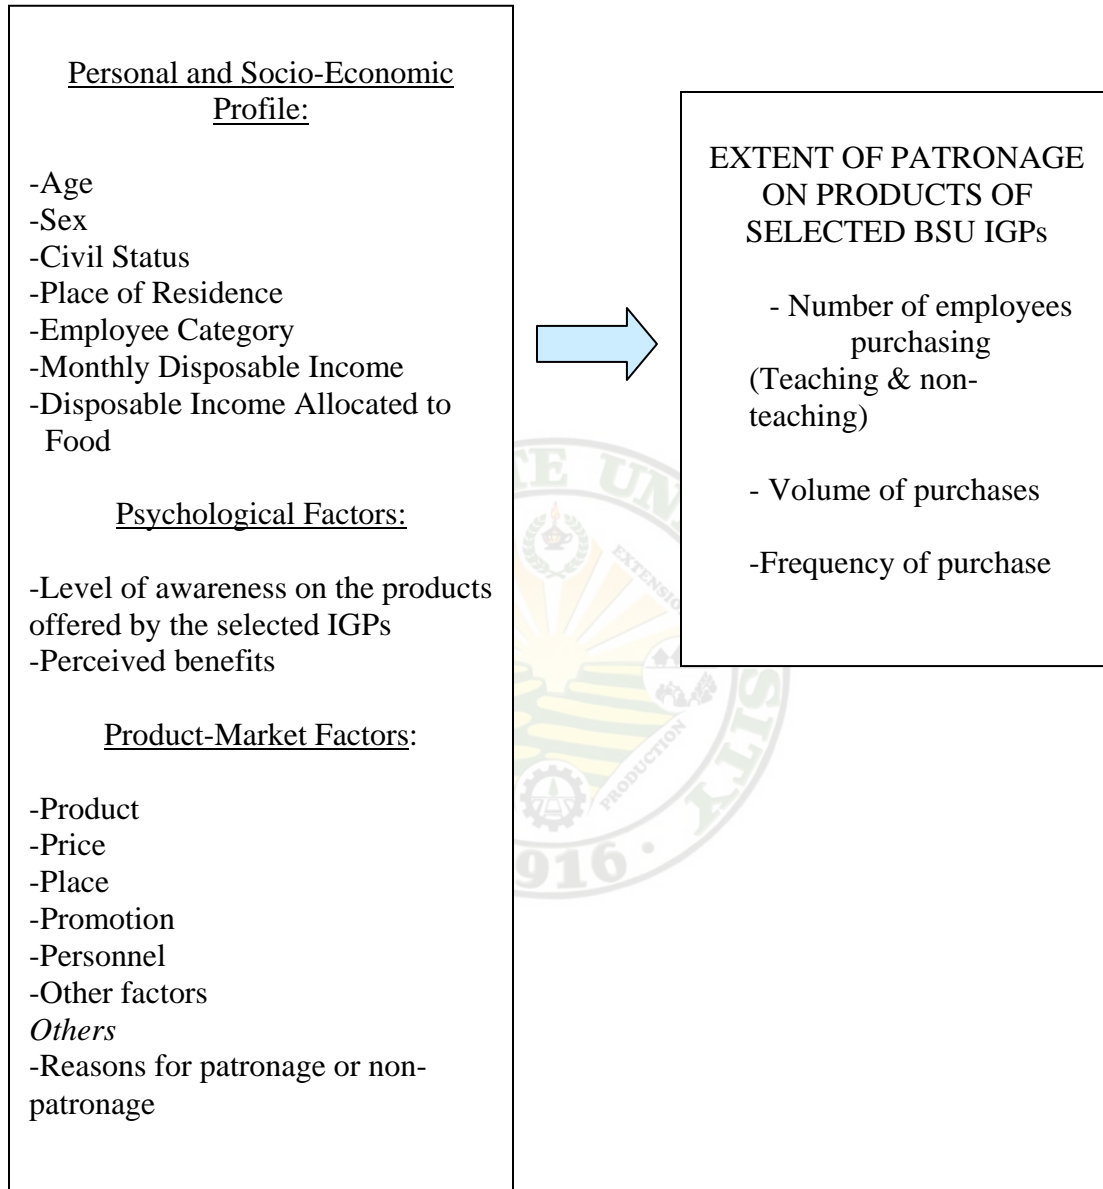 Personal and Socio-Economic
Profile:
-Age
-Sex
-Civil Status
-Place of Residence
-Employee Category
-Monthly Disposable Income
-Disposable Income Allocated to
Food
Psychological Factors:
-Level of awareness on the products
offered by the selected IGPs
-Perceived benefits
Product-Market Factors:
-Product
-Price
-Place
-Promotion
-Personnel
-Other factors
Others
-Reasons for patronage or non-
patronage
EXTENT OF PATRONAGE
ON PRODUCTS OF
SELECTED BSU IGPs
- Number of employees
purchasing
(Teaching & non-
teaching)
- Volume of purchases
-Frequency of purchase
PRODUCTION
916